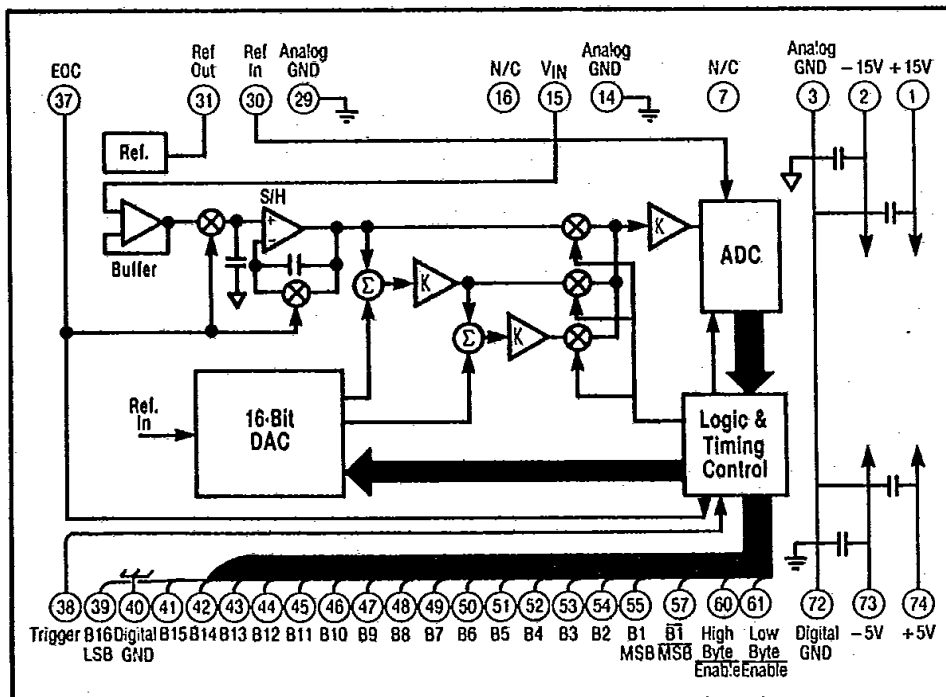 EOC
37
Ref
Out
31
Ref
In
30
Analog
GND
29
N/C
16
VIN
15
Analog
GND
14
N/C
7
Analog
GND
3
−15V
2
+15V
1
Ref.
S/H
+
−
Buffer
K
ADC
Σ
K
Σ
K
Ref.
In
16-Bit
DAC
Logic &
Timing
Control
38
39
40
41
42
43
44
45
46
47
48
49
50
51
52
53
54
55
57
60
61
72
73
74
Trigger
B16
LSB
Digital
GND
B15
B14
B13
B12
B11
B10
B9
B8
B7
B6
B5
B4
B3
B2
B1
MSB
B̅1̅
M̅S̅B̅
High
Byte
E̅n̅a̅b̅l̅e̅
Low
Byte
E̅n̅a̅b̅l̅e̅
Digital
GND
−5V
+5V